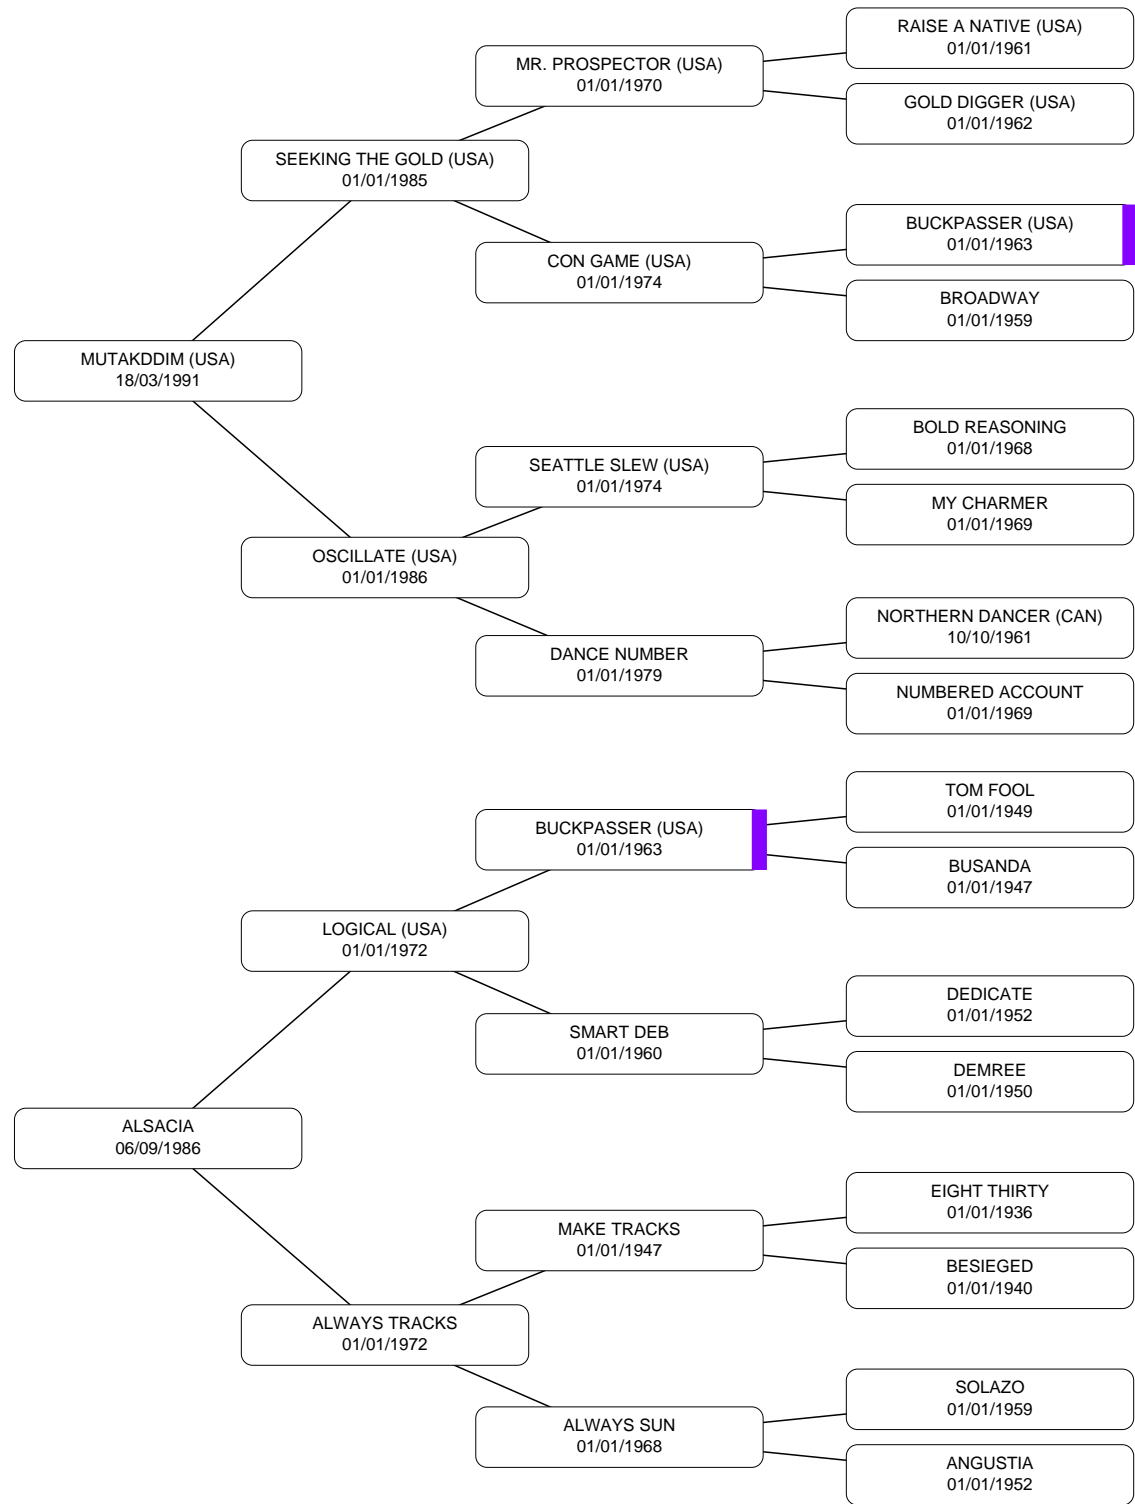 RAISE A NATIVE (USA)
01/01/1961
MR. PROSPECTOR (USA)
01/01/1970
GOLD DIGGER (USA)
01/01/1962
SEEKING THE GOLD (USA)
01/01/1985
BUCKPASSER (USA)
01/01/1963
CON GAME (USA)
01/01/1974
BROADWAY
01/01/1959
MUTAKDDIM (USA)
18/03/1991
BOLD REASONING
01/01/1968
SEATTLE SLEW (USA)
01/01/1974
MY CHARMER
01/01/1969
OSCILLATE (USA)
01/01/1986
NORTHERN DANCER (CAN)
10/10/1961
DANCE NUMBER
01/01/1979
NUMBERED ACCOUNT
01/01/1969
TOM FOOL
01/01/1949
BUCKPASSER (USA)
01/01/1963
BUSANDA
01/01/1947
LOGICAL (USA)
01/01/1972
DEDICATE
01/01/1952
SMART DEB
01/01/1960
DEMREE
01/01/1950
ALSACIA
06/09/1986
EIGHT THIRTY
01/01/1936
MAKE TRACKS
01/01/1947
BESIEGED
01/01/1940
ALWAYS TRACKS
01/01/1972
SOLAZO
01/01/1959
ALWAYS SUN
01/01/1968
ANGUSTIA
01/01/1952